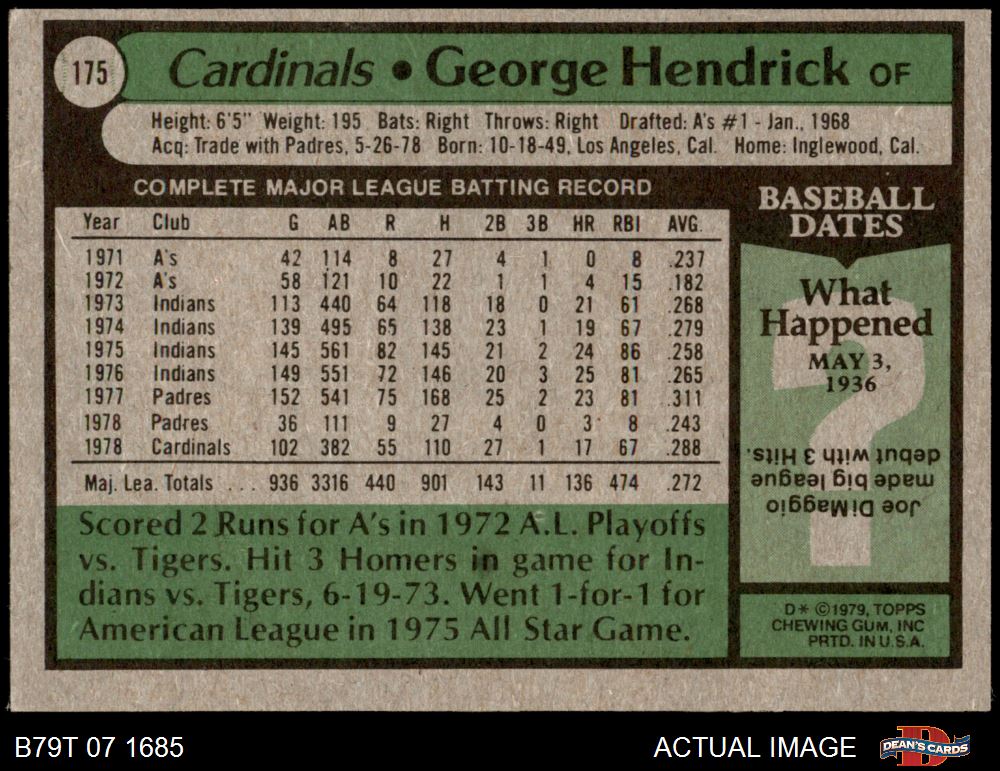 175
Cardinals • George Hendrick OF
Height: 6'5" Weight: 195 Bats: Right Throws: Right Drafted: A's #1 - Jan., 1968
Acq: Trade with Padres, 5-26-78 Born: 10-18-49, Los Angeles, Cal. Home: Inglewood, Cal.
COMPLETE MAJOR LEAGUE BATTING RECORD
Year Club G AB R H 2B 3B HR RBI AVG.
1971 A's 42 114 8 27 4 1 0 8 .237
1972 A's 58 121 10 22 1 1 4 15 .182
1973 Indians 113 440 64 118 18 0 21 61 .268
1974 Indians 139 495 65 138 23 1 19 67 .279
1975 Indians 145 561 82 145 21 2 24 86 .258
1976 Indians 149 551 72 146 20 3 25 81 .265
1977 Padres 152 541 75 168 25 2 23 81 .311
1978 Padres 36 111 9 27 4 0 3 8 .243
1978 Cardinals 102 382 55 110 27 1 17 67 .288
Maj. Lea. Totals . . . 936 3316 440 901 143 11 136 474 .272
Scored 2 Runs for A's in 1972 A.L. Playoffs
vs. Tigers. Hit 3 Homers in game for In-
dians vs. Tigers, 6-19-73. Went 1-for-1 for
American League in 1975 All Star Game.
BASEBALL
DATES
What
Happened
MAY 3,
1936
Joe DiMaggio
made big league
debut with 3 Hits.
D* ©1979, TOPPS
CHEWING GUM, INC
PRTD. IN U.S.A.
B79T 07 1685
ACTUAL IMAGE
DEAN'S CARDS